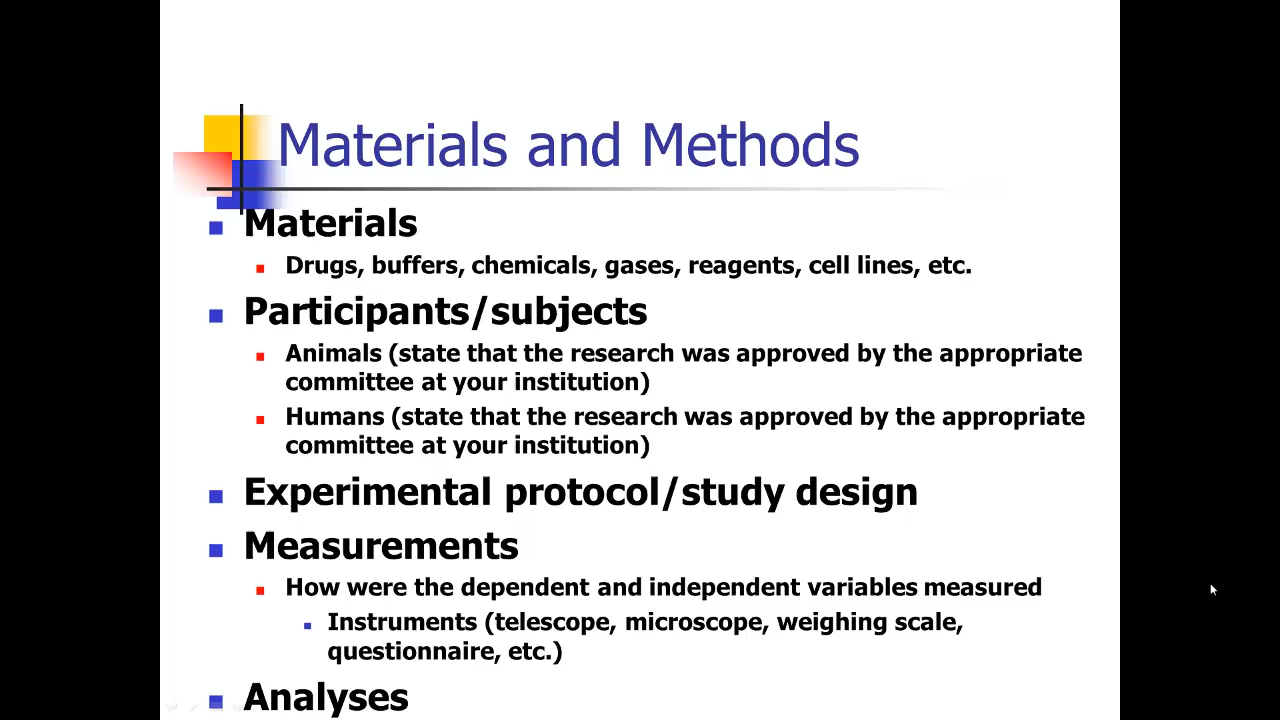 Materials and Methods
Materials
Drugs, buffers, chemicals, gases, reagents, cell lines, etc.
Participants/subjects
Animals (state that the research was approved by the appropriate
committee at your institution)
Humans (state that the research was approved by the appropriate
committee at your institution)
Experimental protocol/study design
Measurements
How were the dependent and independent variables measured
Instruments (telescope, microscope, weighing scale,
questionnaire, etc.)
Analyses